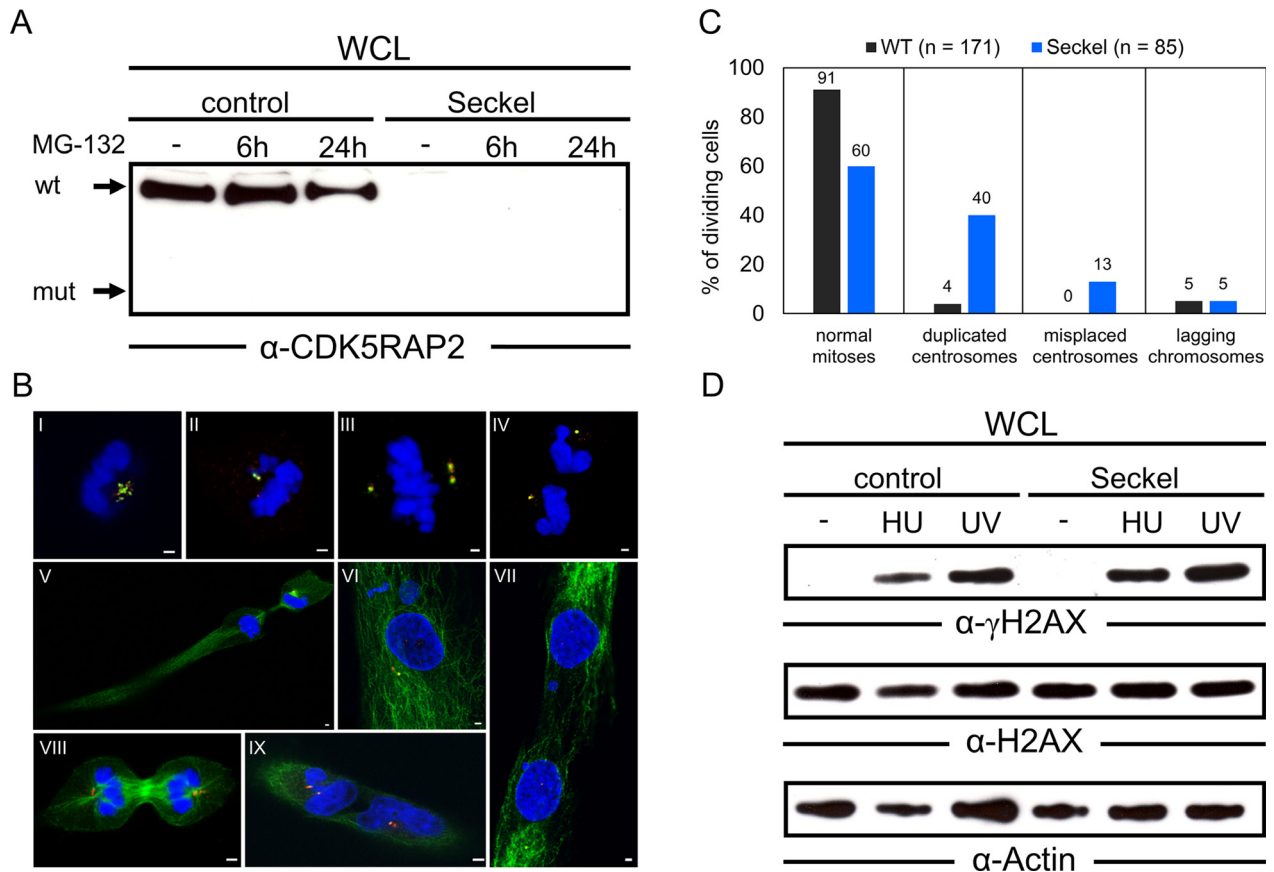 A
WCL
control Seckel
MG-132 - 6h 24h - 6h 24h
wt
mut
α-CDK5RAP2
B
I II III IV
V VI VII
VIII IX
C
WT (n = 171) Seckel (n = 85)
% of dividing cells
100
80
60
40
20
0
91 60 4 40 0 13 5 5
normal mitoses
duplicated centrosomes
misplaced centrosomes
lagging chromosomes
D
WCL
control Seckel
- HU UV - HU UV
α-γH2AX
α-H2AX
α-Actin